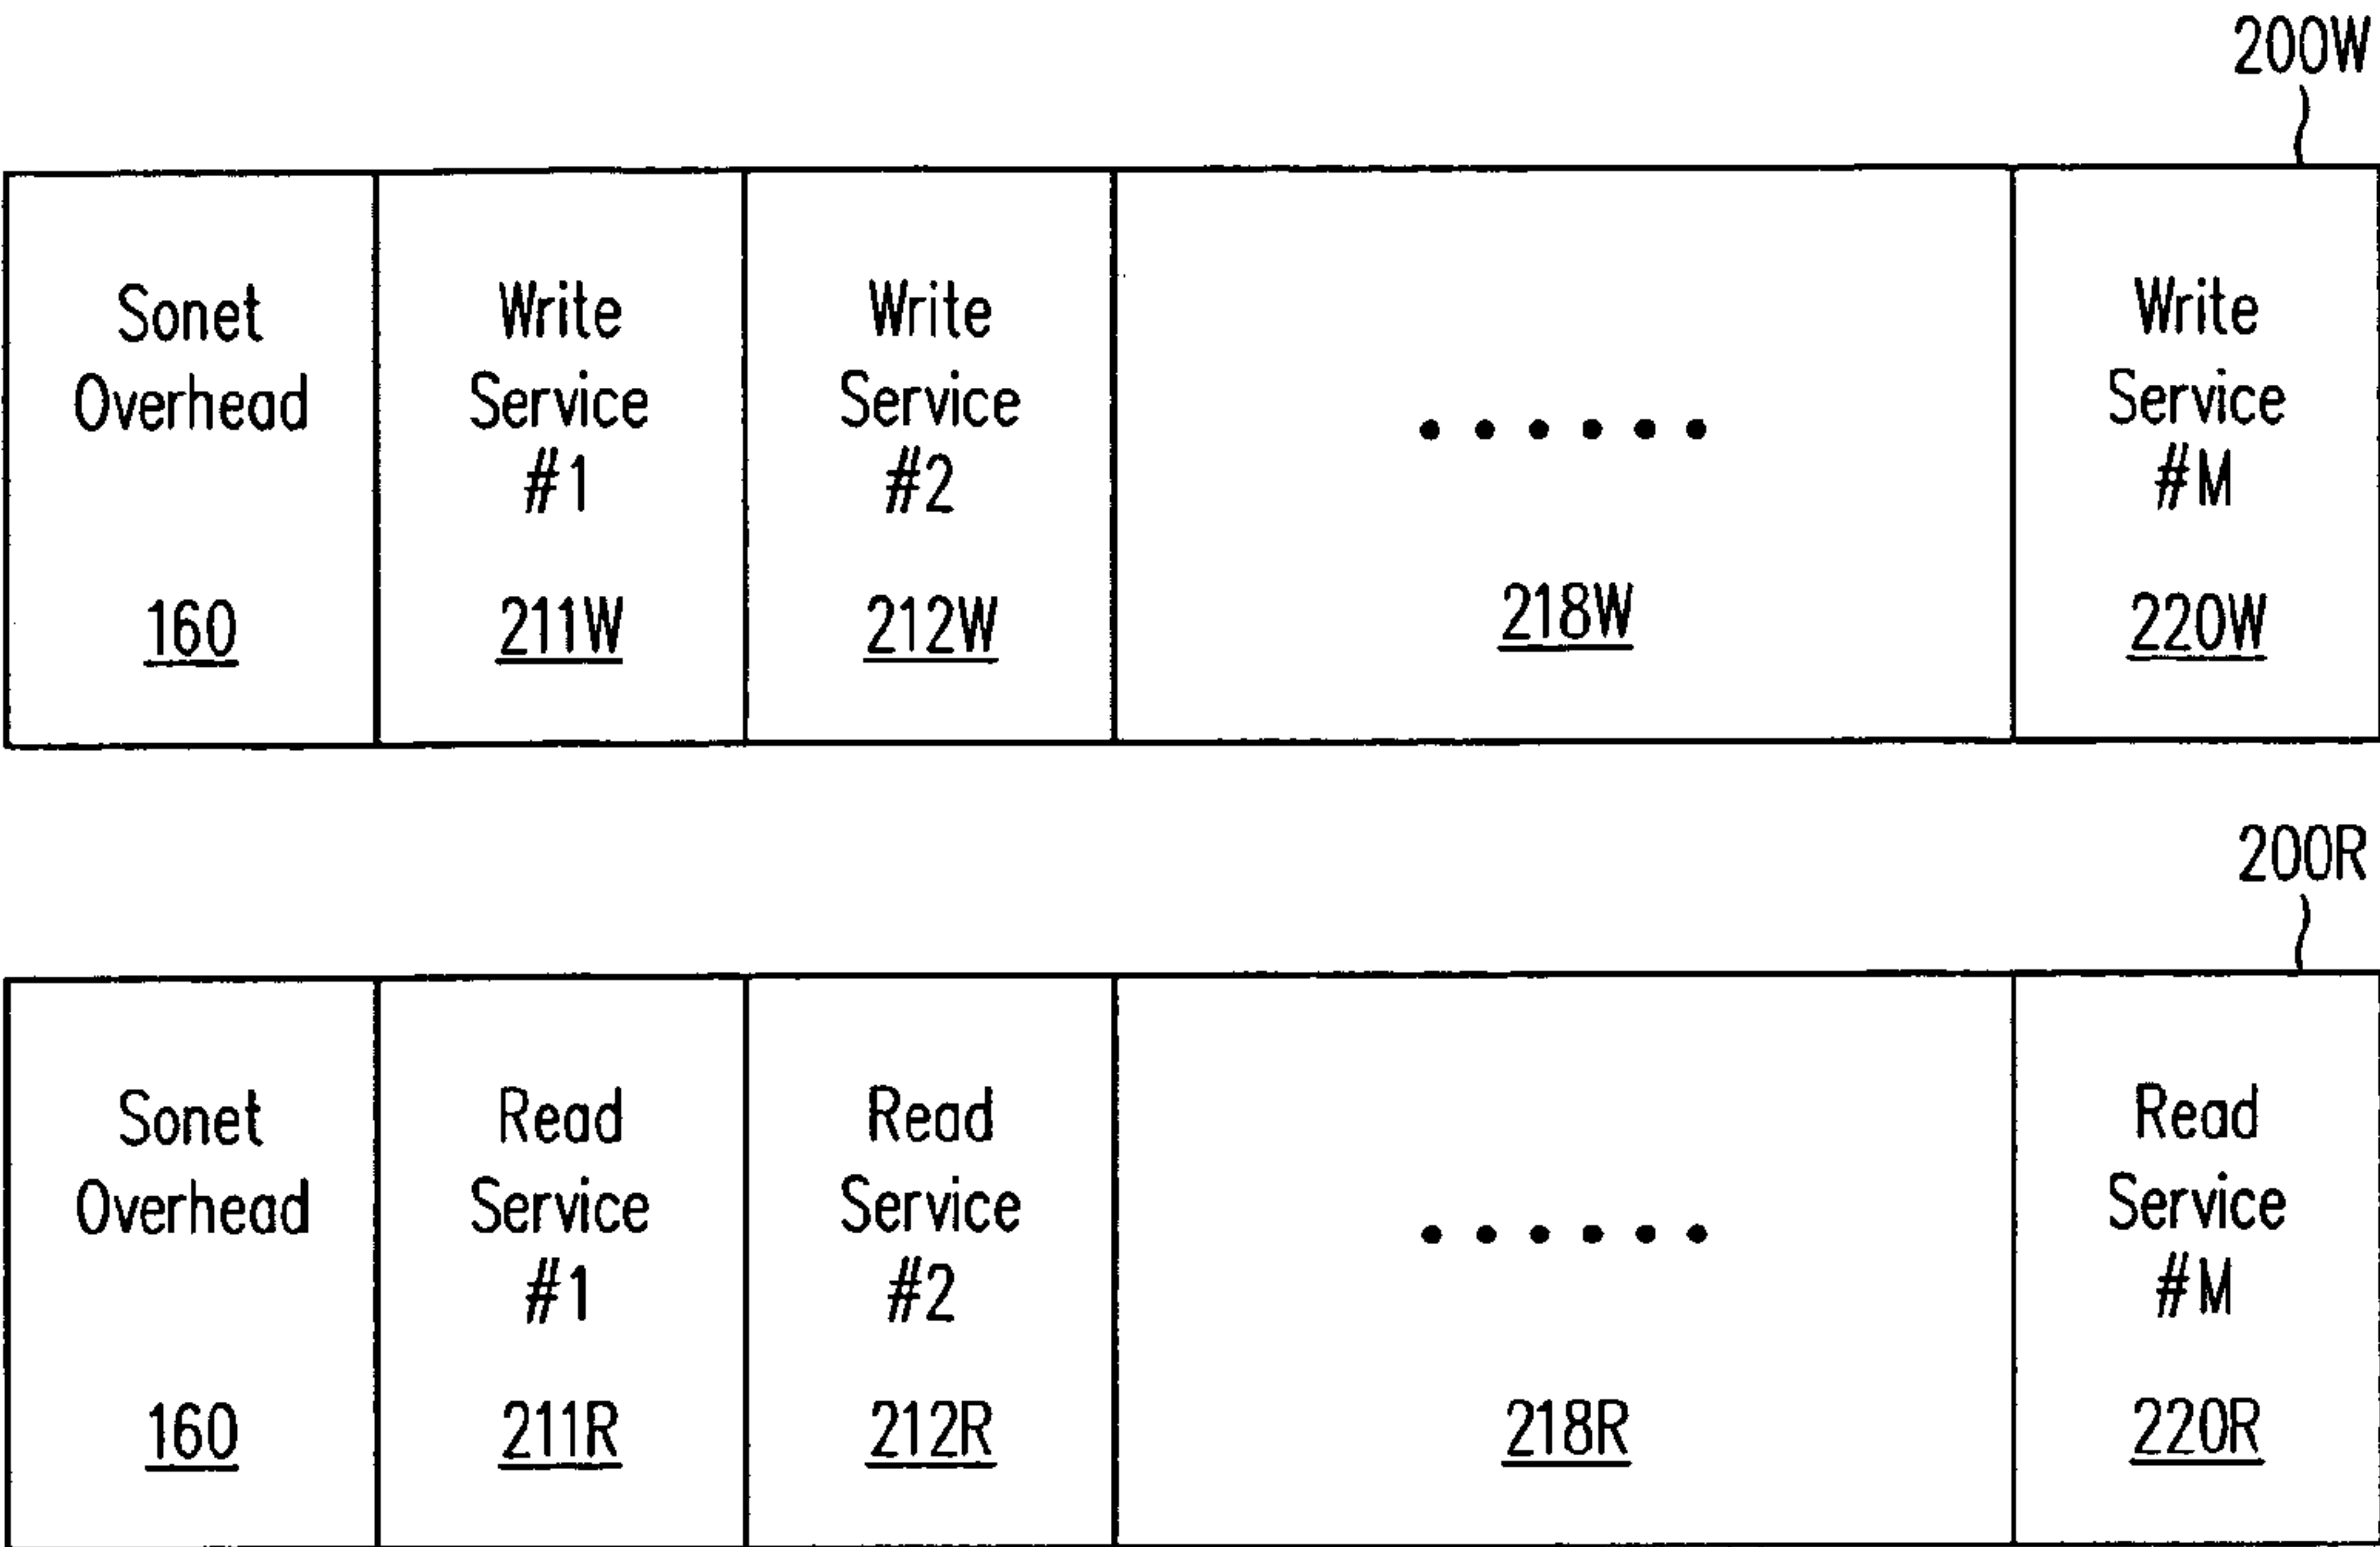 200W
Sonet
Overhead
160
Write
Service
#1
211W
Write
Service
#2
212W
......
218W
Write
Service
#M
220W
200R
Sonet
Overhead
160
Read
Service
#1
211R
Read
Service
#2
212R
......
218R
Read
Service
#M
220R